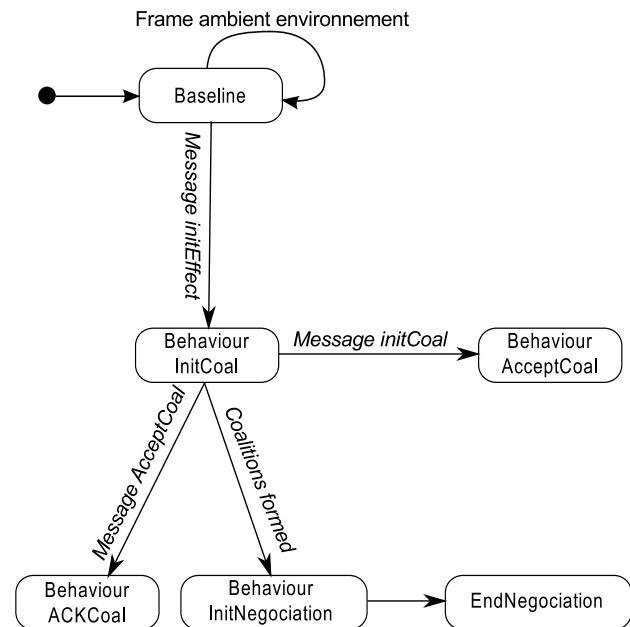 Frame ambient environnement
Baseline
Message initEffect
Behaviour
InitCoal
Message initCoal
Behaviour
AcceptCoal
Message AcceptCoal
Coalitions formed
Behaviour
ACKCoal
Behaviour
InitNegociation
EndNegociation